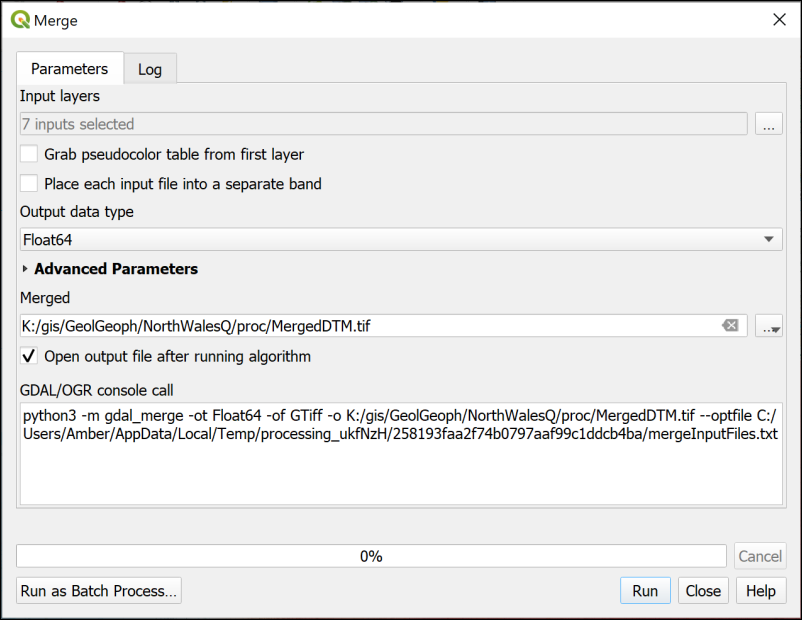 Merge
Parameters
Log
Input layers
7 inputs selected
...
Grab pseudocolor table from first layer
Place each input file into a separate band
Output data type
Float64
Advanced Parameters
Merged
K:/gis/GeolGeoph/NorthWalesQ/proc/MergedDTM.tif
...
Open output file after running algorithm
GDAL/OGR console call
python3 -m gdal_merge -ot Float64 -of GTiff -o K:/gis/GeolGeoph/NorthWalesQ/proc/MergedDTM.tif --optfile C:/
Users/Amber/AppData/Local/Temp/processing_ukfNzH/258193faa2f74b0797aaf99c1ddcb4ba/mergeInputFiles.txt
0%
Cancel
Run as Batch Process...
Run
Close
Help